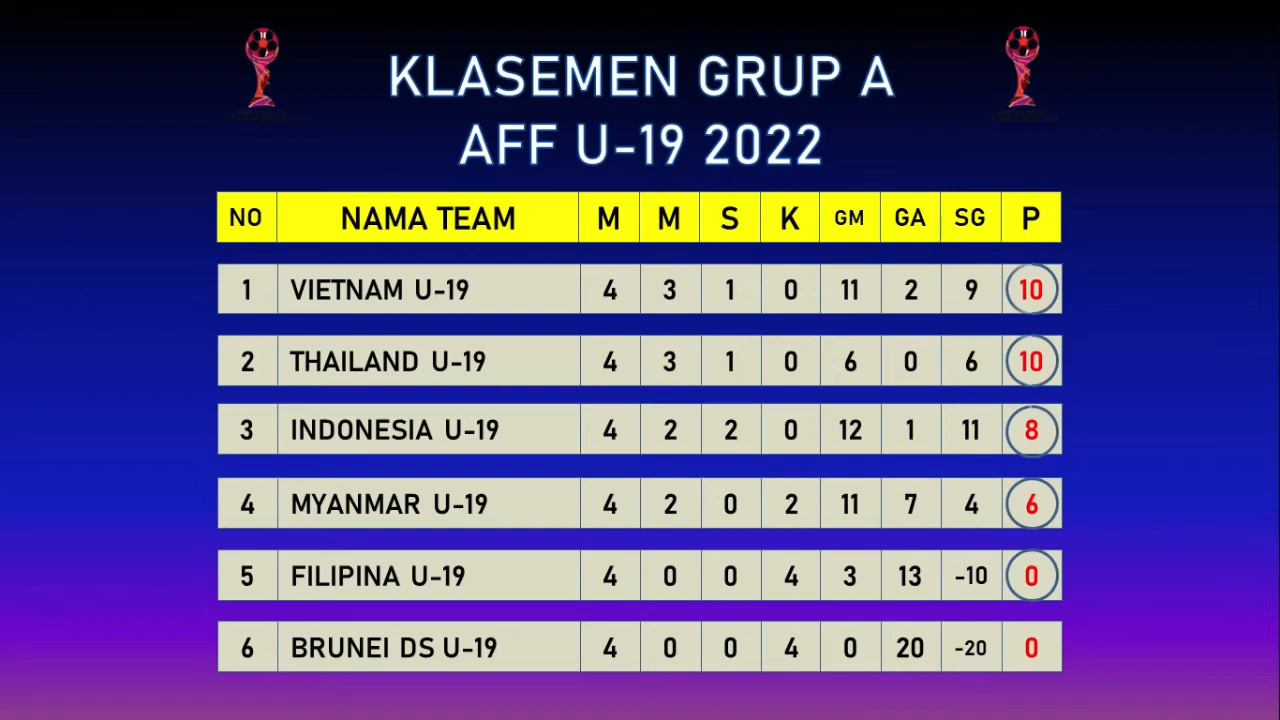 KLASEMEN GRUP A
AFF U-19 2022
NO NAMA TEAM M M S K GM GA SG P
1 VIETNAM U-19 4 3 1 0 11 2 9 10
2 THAILAND U-19 4 3 1 0 6 0 6 10
3 INDONESIA U-19 4 2 2 0 12 1 11 8
4 MYANMAR U-19 4 2 0 2 11 7 4 6
5 FILIPINA U-19 4 0 0 4 3 13 -10 0
6 BRUNEI DS U-19 4 0 0 4 0 20 -20 0